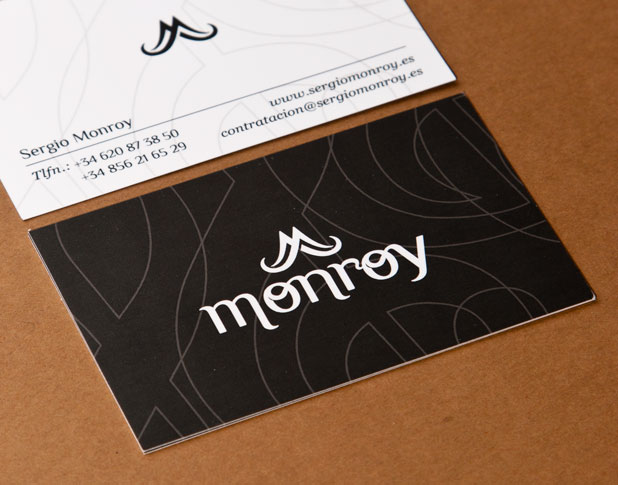 Sergio Monroy
Tlfn.: +34 620 87 38 50
+34 856 21 65 29
www.sergiomonroy.es
contratacion@sergiomonroy.es
monroy